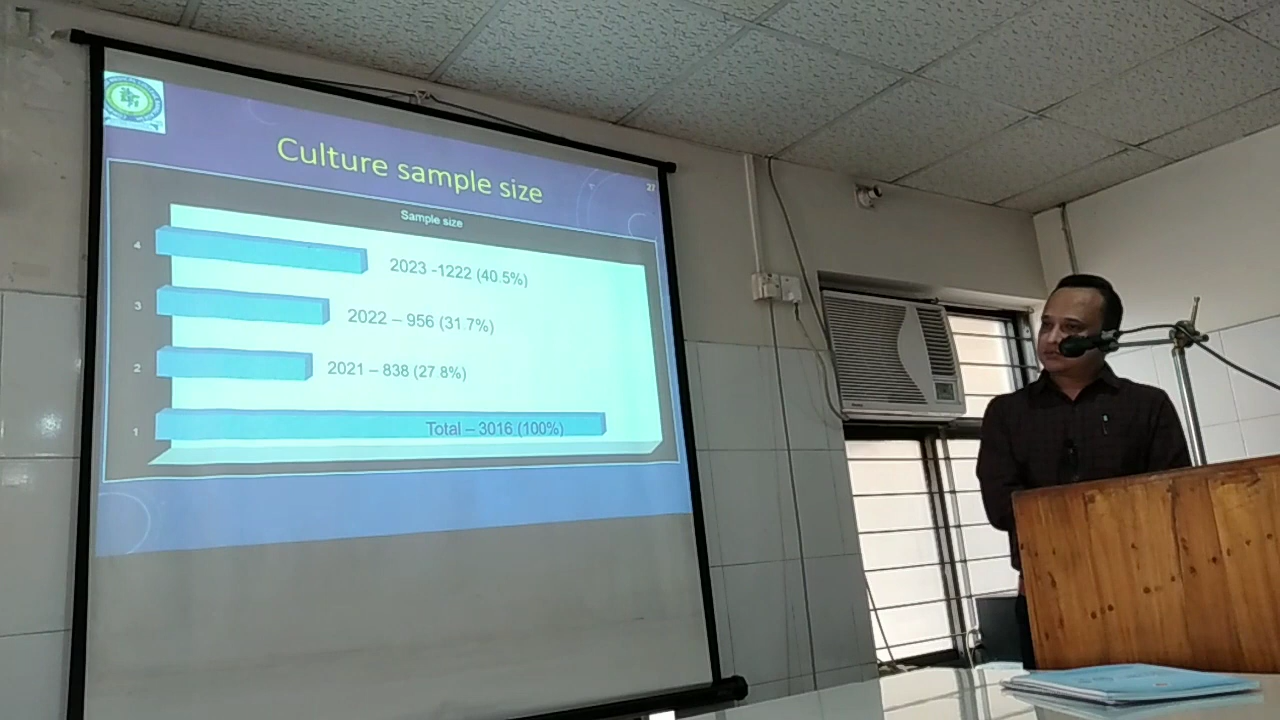 Culture sample size
27
Sample size
4
2023 -1222 (40.5%)
3
2022 – 956 (31.7%)
2
2021 – 838 (27.8%)
1
Total – 3016 (100%)